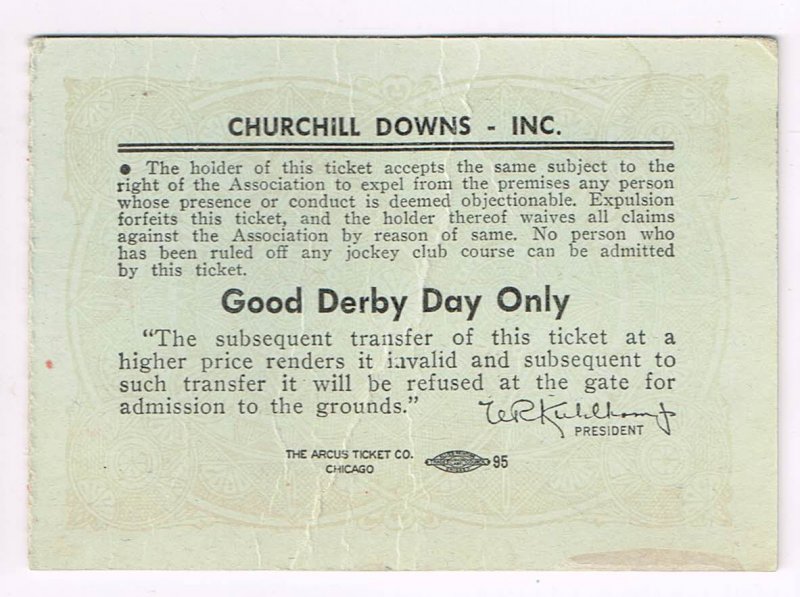 CHURCHILL DOWNS - INC.
● The holder of this ticket accepts the same subject to the
right of the Association to expel from the premises any person
whose presence or conduct is deemed objectionable. Expulsion
forfeits this ticket, and the holder thereof waives all claims
against the Association by reason of same. No person who
has been ruled off any jockey club course can be admitted
by this ticket.
Good Derby Day Only
“The subsequent transfer of this ticket at a
higher price renders it invalid and subsequent to
such transfer it will be refused at the gate for
admission to the grounds.”
PRESIDENT
THE ARCUS TICKET CO.
CHICAGO
95